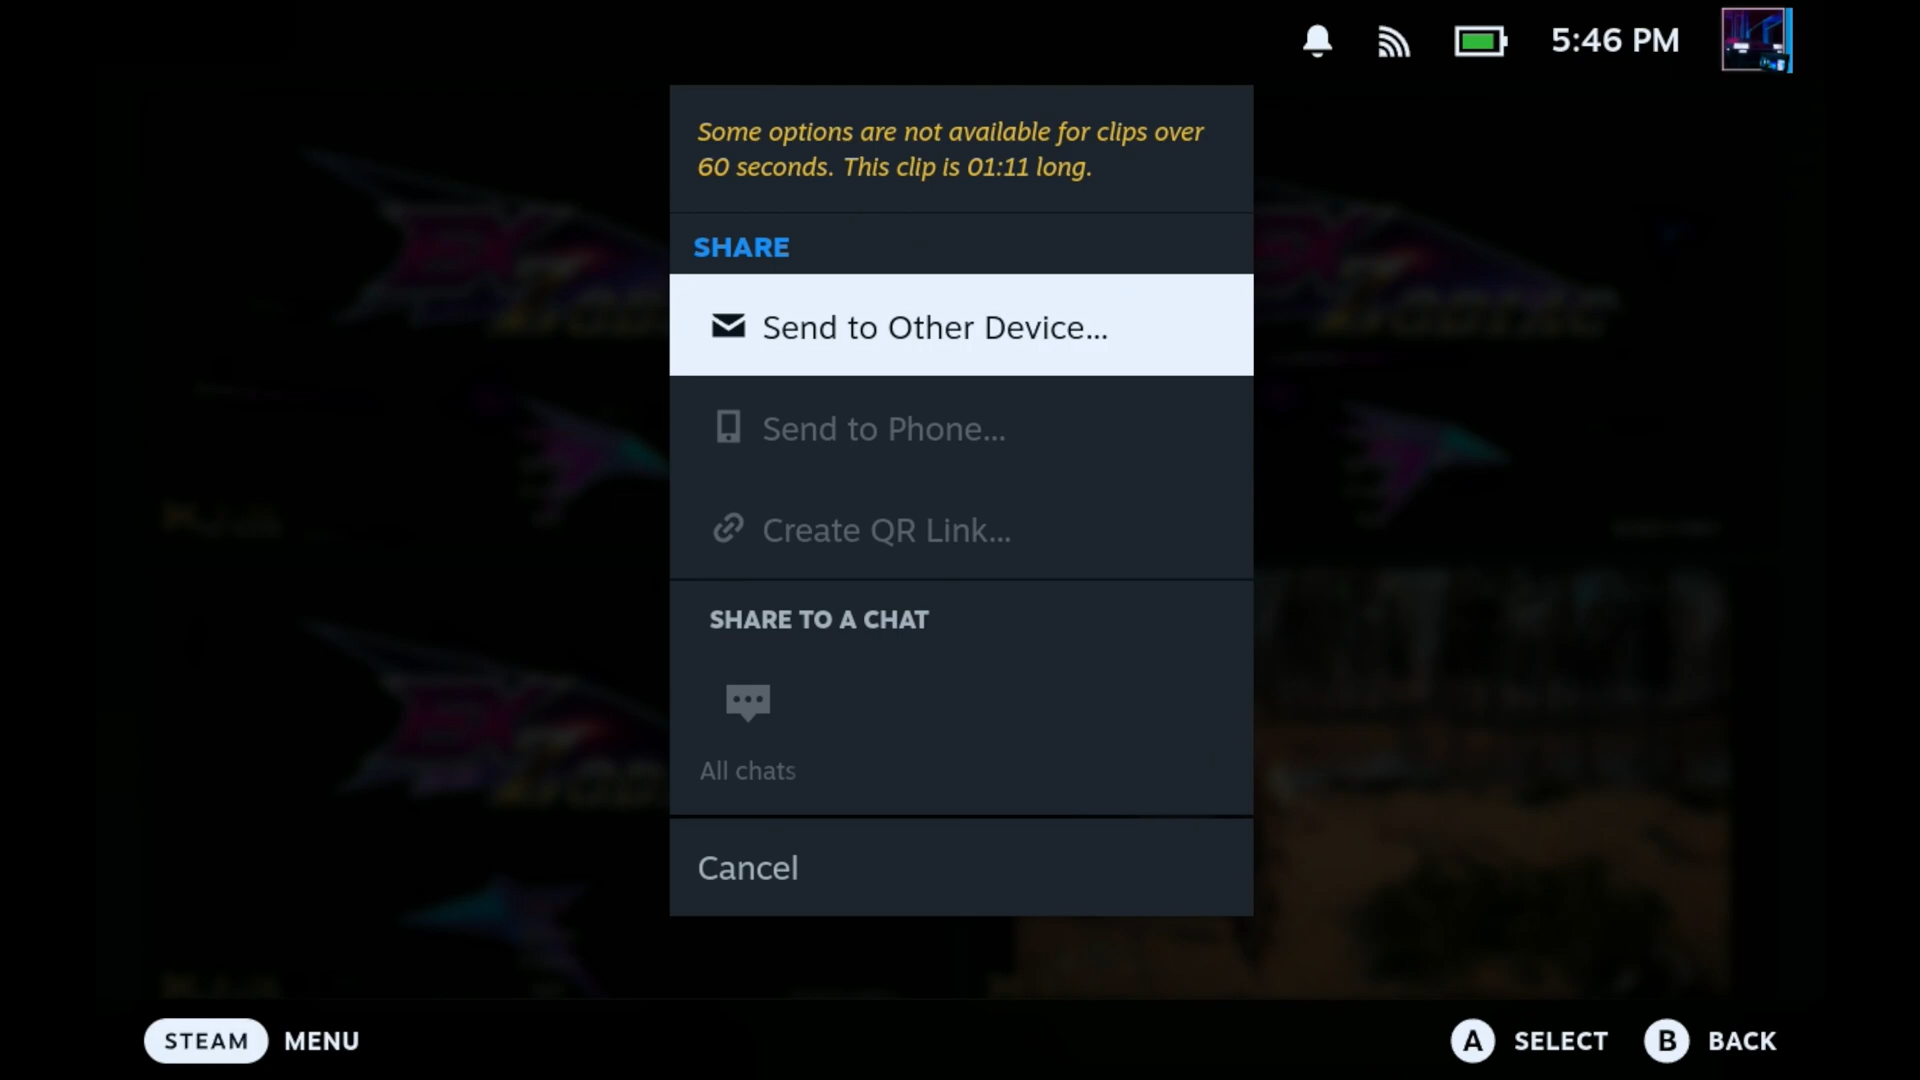 5:46 PM
Some options are not available for clips over
60 seconds. This clip is 01:11 long.
SHARE
Send to Other Device...
Send to Phone...
Create QR Link...
SHARE TO A CHAT
All chats
Cancel
STEAM MENU
A SELECT B BACK